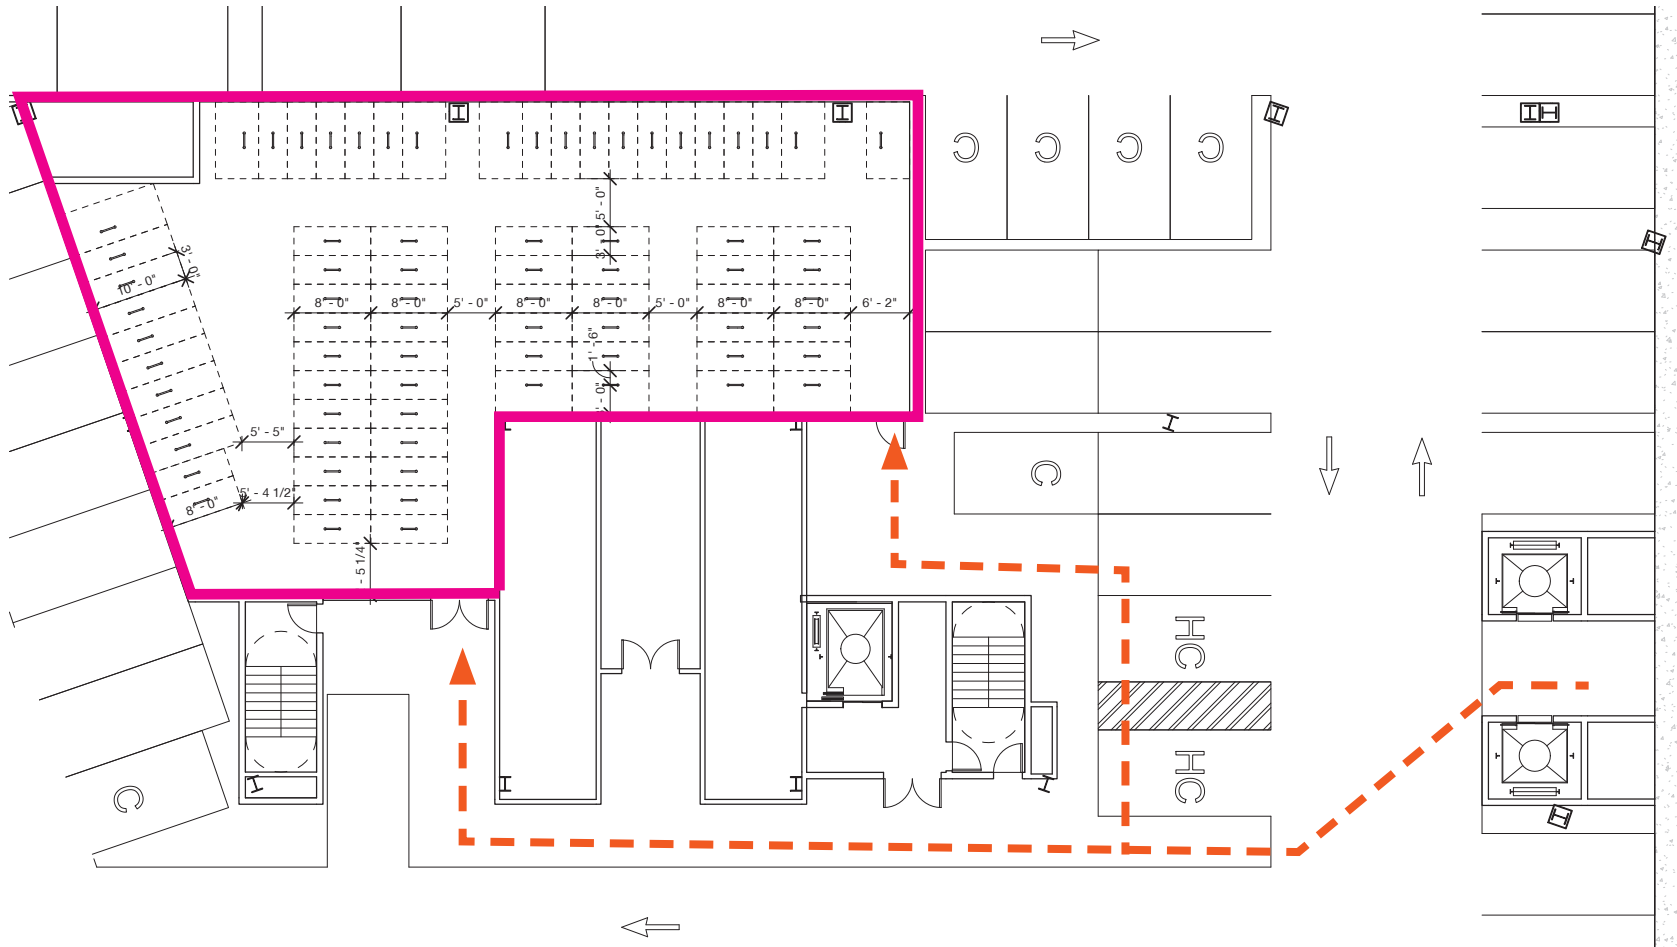 C
C
C
C
5' - 0"
3' - 0"
3' - 0"
10' - 0"
8' - 0"
8' - 0"
5' - 0"
8' - 0"
8' - 0"
5' - 0"
8' - 0"
8' - 0"
6' - 2"
1' - 6"
' - 0"
5' - 5"
5' - 4 1/2"
8' - 0"
- 5 1/4"
C
HC
HC
C